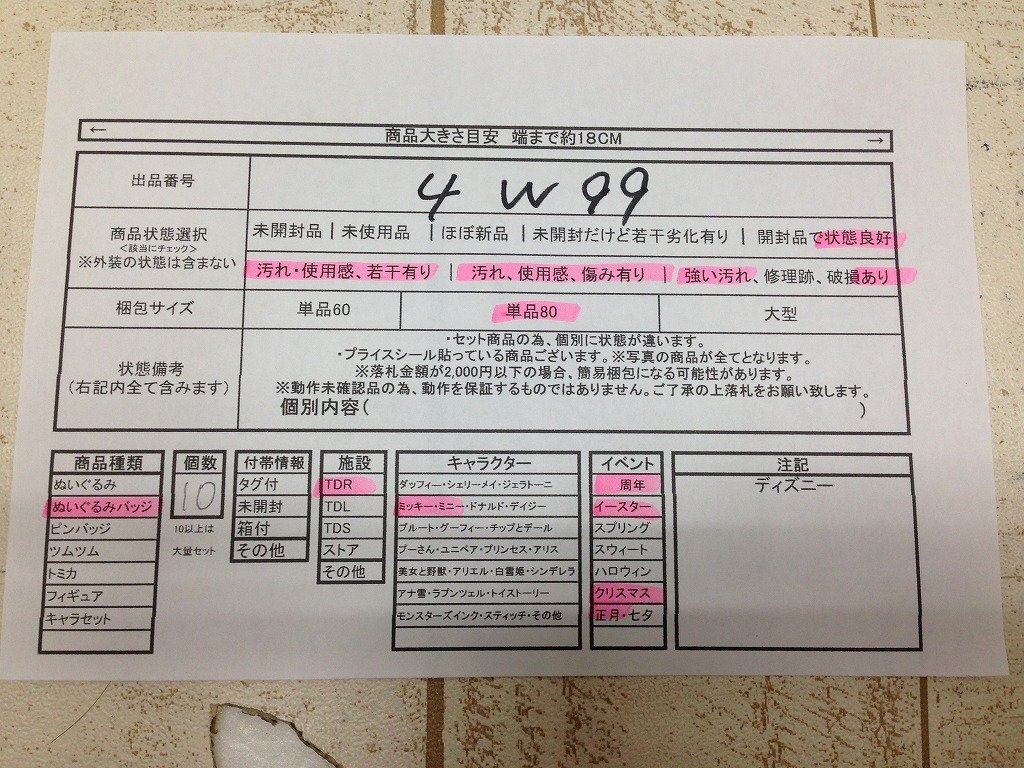 ← 商品大きさ目安 端まで約18CM →
出品番号 4 W 99
商品状態選択
<該当にチェック>
※外装の状態は含まない
未開封品 | 未使用品 | ほぼ新品 | 未開封だけど若干劣化有り | 開封品で状態良好
汚れ・使用感、若干有り | 汚れ、使用感、傷み有り | 強い汚れ、修理跡、破損あり
梱包サイズ 単品60 単品80 大型
状態備考
(右記内全て含みます)
・セット商品の為、個別に状態が違います。
・プライスシール貼っている商品ございます。※写真の商品が全てとなります。
※落札金額が2,000円以下の場合、簡易梱包になる可能性があります。
※動作未確認品の為、動作を保証するものではありません。ご了承の上落札をお願い致します。
個別内容( )
商品種類
ぬいぐるみ
ぬいぐるみバッジ
ピンバッジ
ツムツム
トミカ
フィギュア
キャラセット
個数
10
10以上は
大量セット
付帯情報
タグ付
未開封
箱付
その他
施設
TDR
TDL
TDS
ストア
その他
キャラクター
ダッフィー・シェリーメイ・ジェラトーニ
ミッキー・ミニー・ドナルド・デイジー
プルート・グーフィー・チップとデール
プーさん・ユニベア・プリンセス・アリス
美女と野獣・アリエル・白雪姫・シンデレラ
アナ雪・ラプンツェル・トイストーリー
モンスターズインク・スティッチ・その他
イベント
周年
イースター
スプリング
スウィート
ハロウィン
クリスマス
正月・七夕
注記
ディズニー